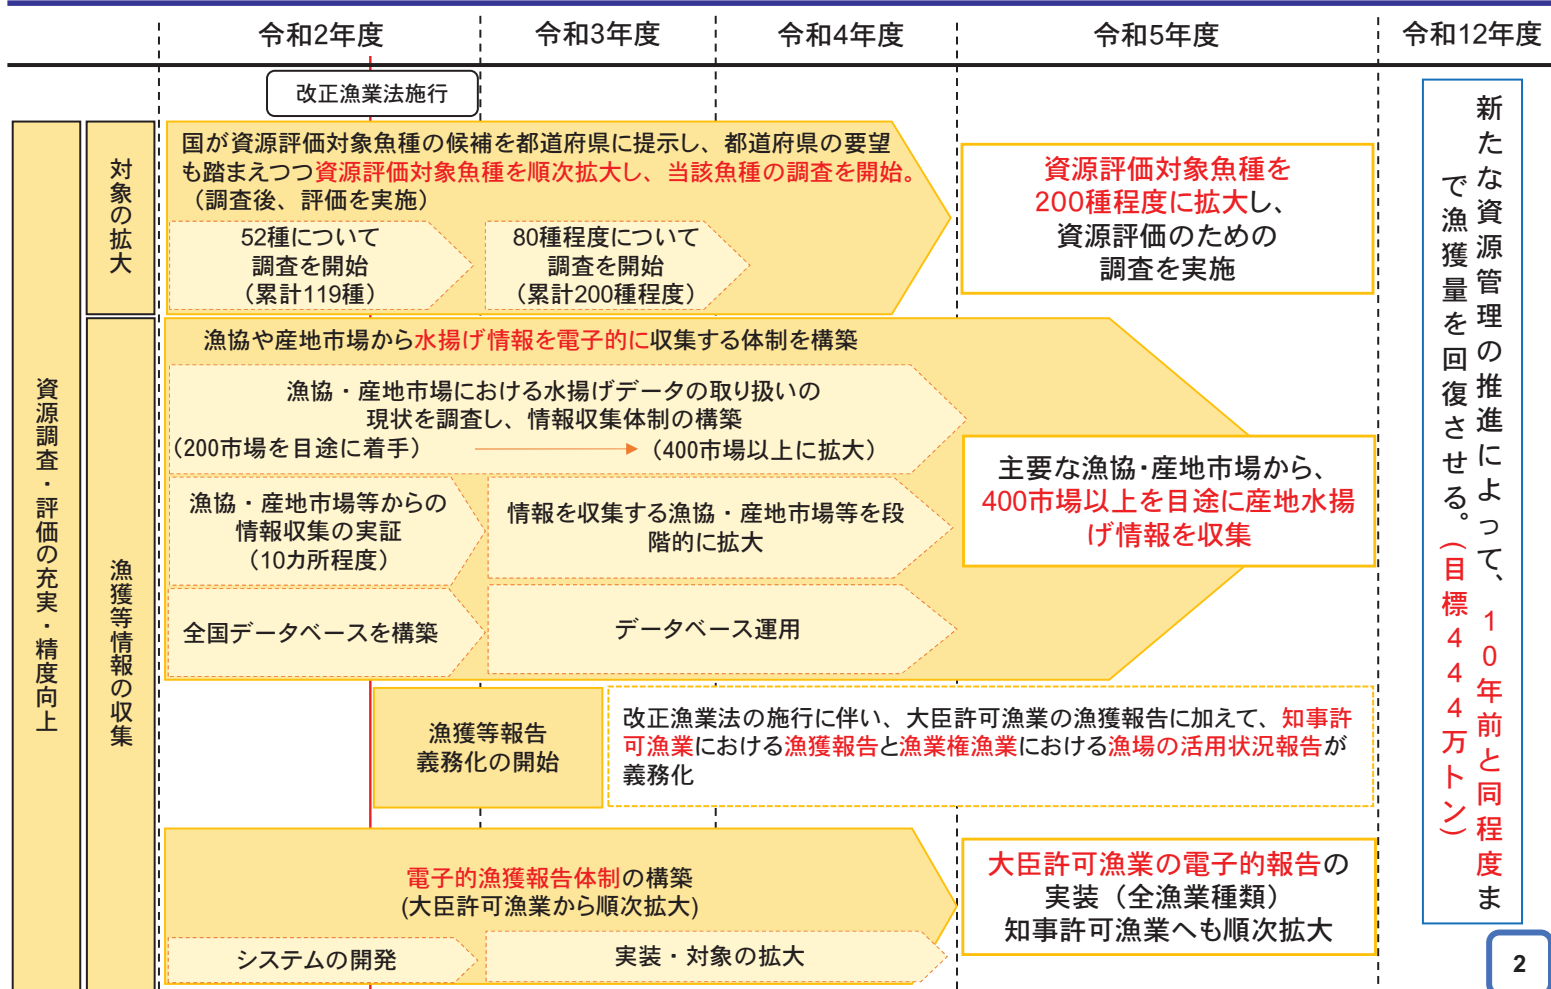 令和2年度
令和3年度
令和4年度
令和5年度
令和12年度
改正漁業法施行
資源調査・評価の充実・精度向上
対象の拡大
国が資源評価対象魚種の候補を都道府県に提示し、都道府県の要望
も踏まえつつ資源評価対象魚種を順次拡大し、当該魚種の調査を開始。
（調査後、評価を実施）
52種について
調査を開始
（累計119種）
80種程度について
調査を開始
（累計200種程度）
資源評価対象魚種を
200種程度に拡大し、
資源評価のための
調査を実施
漁獲等情報の収集
漁協や産地市場から水揚げ情報を電子的に収集する体制を構築
漁協・産地市場における水揚げデータの取り扱いの
現状を調査し、情報収集体制の構築
（200市場を目途に着手）
（400市場以上に拡大）
漁協・産地市場等からの
情報収集の実証
（10カ所程度）
情報を収集する漁協・産地市場等を段
階的に拡大
全国データベースを構築
データベース運用
主要な漁協・産地市場から、
400市場以上を目途に産地水揚
げ情報を収集
漁獲等報告
義務化の開始
改正漁業法の施行に伴い、大臣許可漁業の漁獲報告に加えて、知事許
可漁業における漁獲報告と漁業権漁業における漁場の活用状況報告が
義務化
電子的漁獲報告体制の構築
(大臣許可漁業から順次拡大)
システムの開発
実装・対象の拡大
大臣許可漁業の電子的報告の
実装（全漁業種類）
知事許可漁業へも順次拡大
新たな資源管理の推進によって、10年前と同程度ま
で漁獲量を回復させる。（目標444万トン）
2